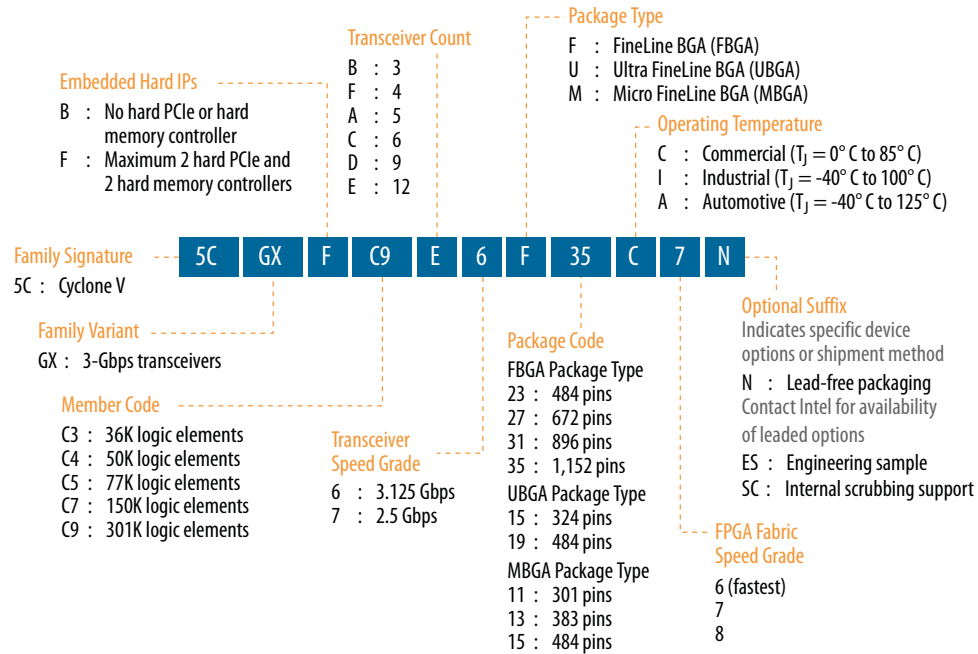 Package Type
F : FineLine BGA (FBGA)
U : Ultra FineLine BGA (UBGA)
M : Micro FineLine BGA (MBGA)
Transceiver Count
B : 3
F : 4
A : 5
C : 6
D : 9
E : 12
Embedded Hard IPs
B : No hard PCIe or hard
memory controller
F : Maximum 2 hard PCIe and
2 hard memory controllers
Operating Temperature
C : Commercial (TJ = 0° C to 85° C)
I : Industrial (TJ = -40° C to 100° C)
A : Automotive (TJ = -40° C to 125° C)
Family Signature
5C : Cyclone V
5C GX F C9 E 6 F 35 C 7 N
Family Variant
GX : 3-Gbps transceivers
Member Code
C3 : 36K logic elements
C4 : 50K logic elements
C5 : 77K logic elements
C7 : 150K logic elements
C9 : 301K logic elements
Transceiver
Speed Grade
6 : 3.125 Gbps
7 : 2.5 Gbps
Package Code
FBGA Package Type
23 : 484 pins
27 : 672 pins
31 : 896 pins
35 : 1,152 pins
UBGA Package Type
15 : 324 pins
19 : 484 pins
MBGA Package Type
11 : 301 pins
13 : 383 pins
15 : 484 pins
Optional Suffix
Indicates specific device
options or shipment method
N : Lead-free packaging
Contact Intel for availability
of leaded options
ES : Engineering sample
SC : Internal scrubbing support
FPGA Fabric
Speed Grade
6 (fastest)
7
8